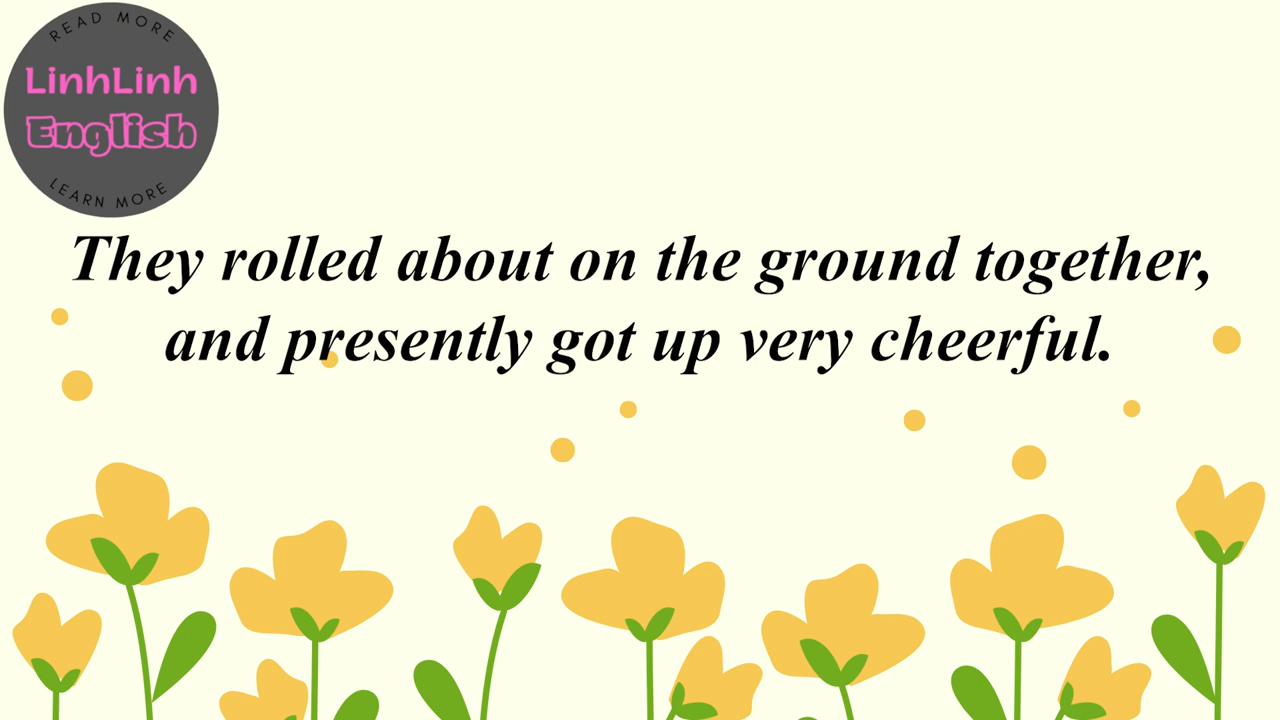 READ MORE
LinhLinh
English
LEARN MORE
They rolled about on the ground together,
and presently got up very cheerful.